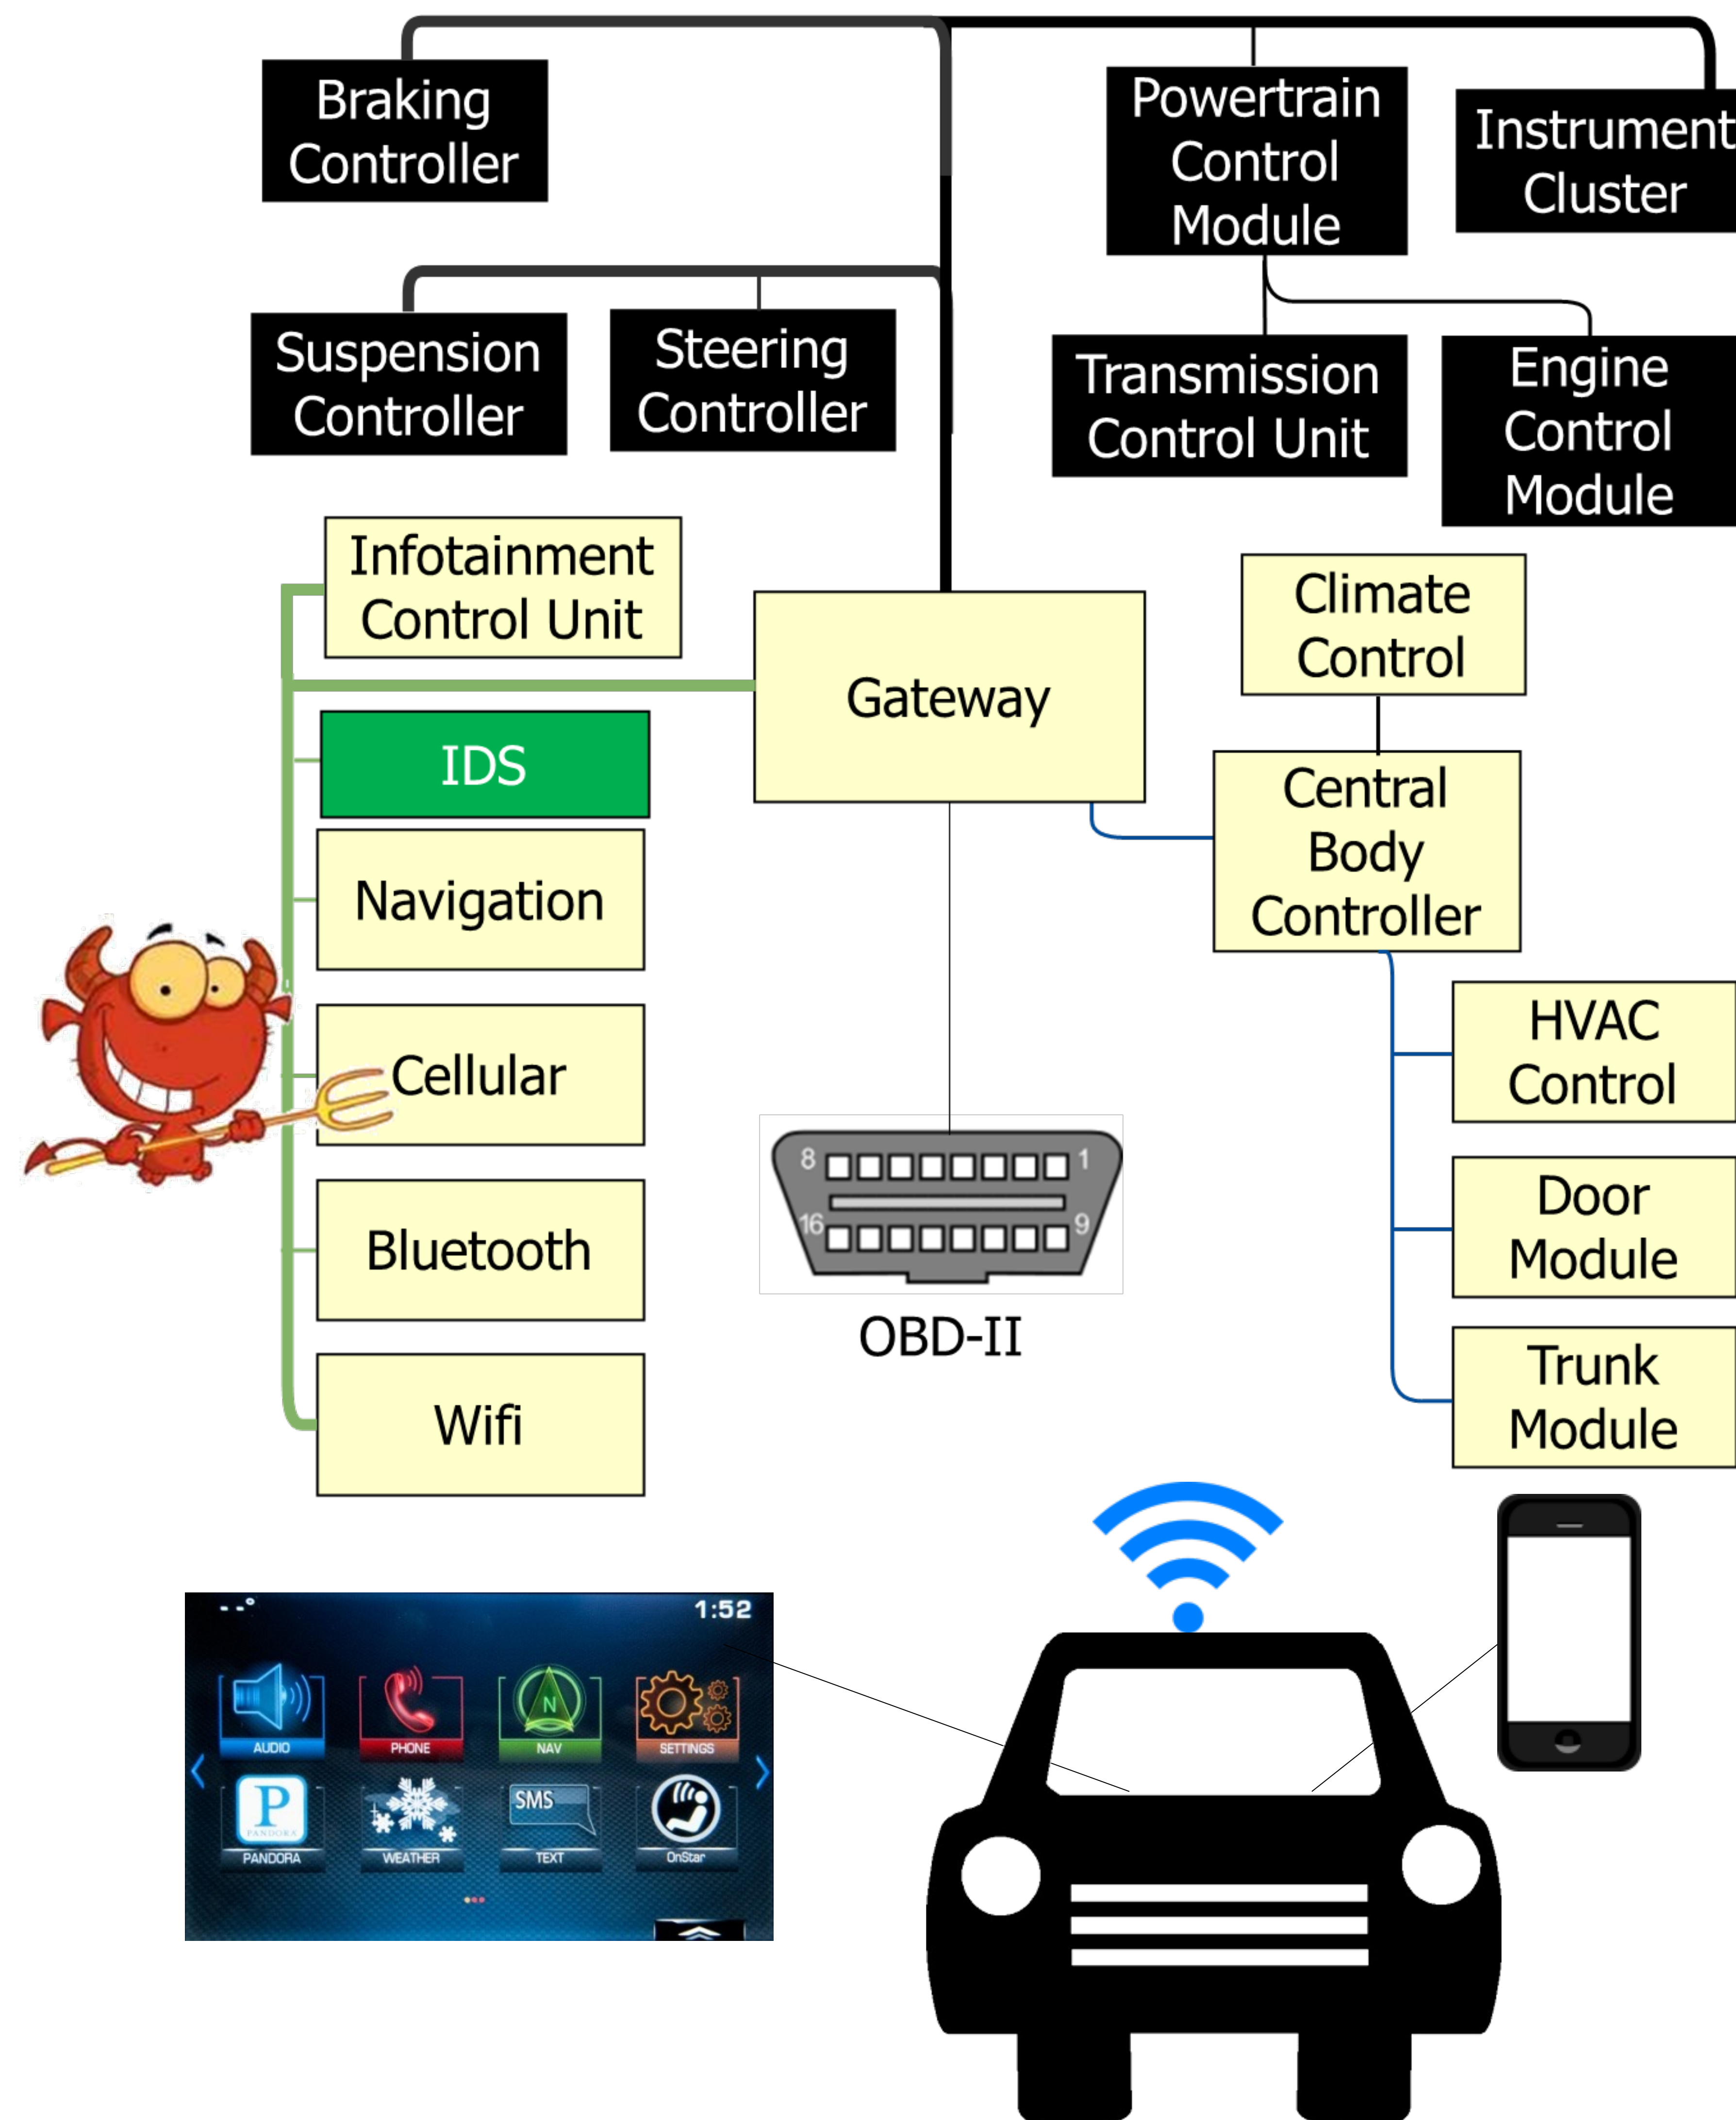 Braking
Controller
Powertrain
Control
Module
Instrument
Cluster
Suspension
Controller
Steering
Controller
Transmission
Control Unit
Engine
Control
Module
Infotainment
Control Unit
Gateway
Climate
Control
IDS
Central
Body
Controller
Navigation
HVAC
Control
Cellular
8 1
16 9
OBD-II
Door
Module
Bluetooth
Trunk
Module
Wifi
--° 1:52
N
AUDIO PHONE NAV SETTINGS
P
PANDORA
SMS
PANDORA WEATHER TEXT OnStar